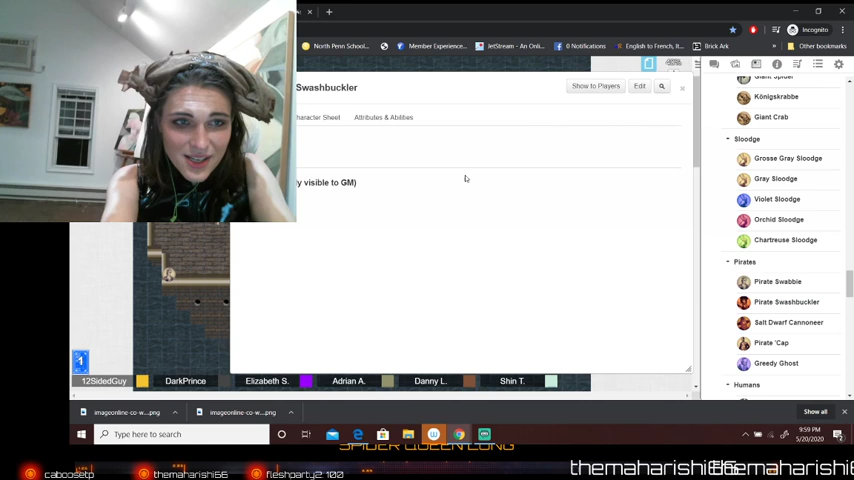 Incognito
North Penn School...
Member Experience...
JetStream - An Onli...
0 Notifications
English to French, It...
Brick Ark
Other bookmarks
Swashbuckler
Show to Players
Edit
haracter Sheet
Attributes & Abilities
ly visible to GM)
Giant Spider
Königskrabbe
Giant Crab
Sloodge
Grosse Gray Sloodge
Gray Sloodge
Violet Sloodge
Orchid Sloodge
Chartreuse Sloodge
Pirates
Pirate Swabbie
Pirate Swashbuckler
Salt Dwarf Cannoneer
Pirate 'Cap
Greedy Ghost
Humans
1
12SidedGuy
DarkPrince
Elizabeth S.
Adrian A.
Danny L.
Shin T.
imageonline-co-w....png
imageonline-co-w....png
Show all
Type here to search
9:59 PM
5/20/2020
SPIDER QUEEN LONG
caboosetp
themaharishi66
fleshparty2 100